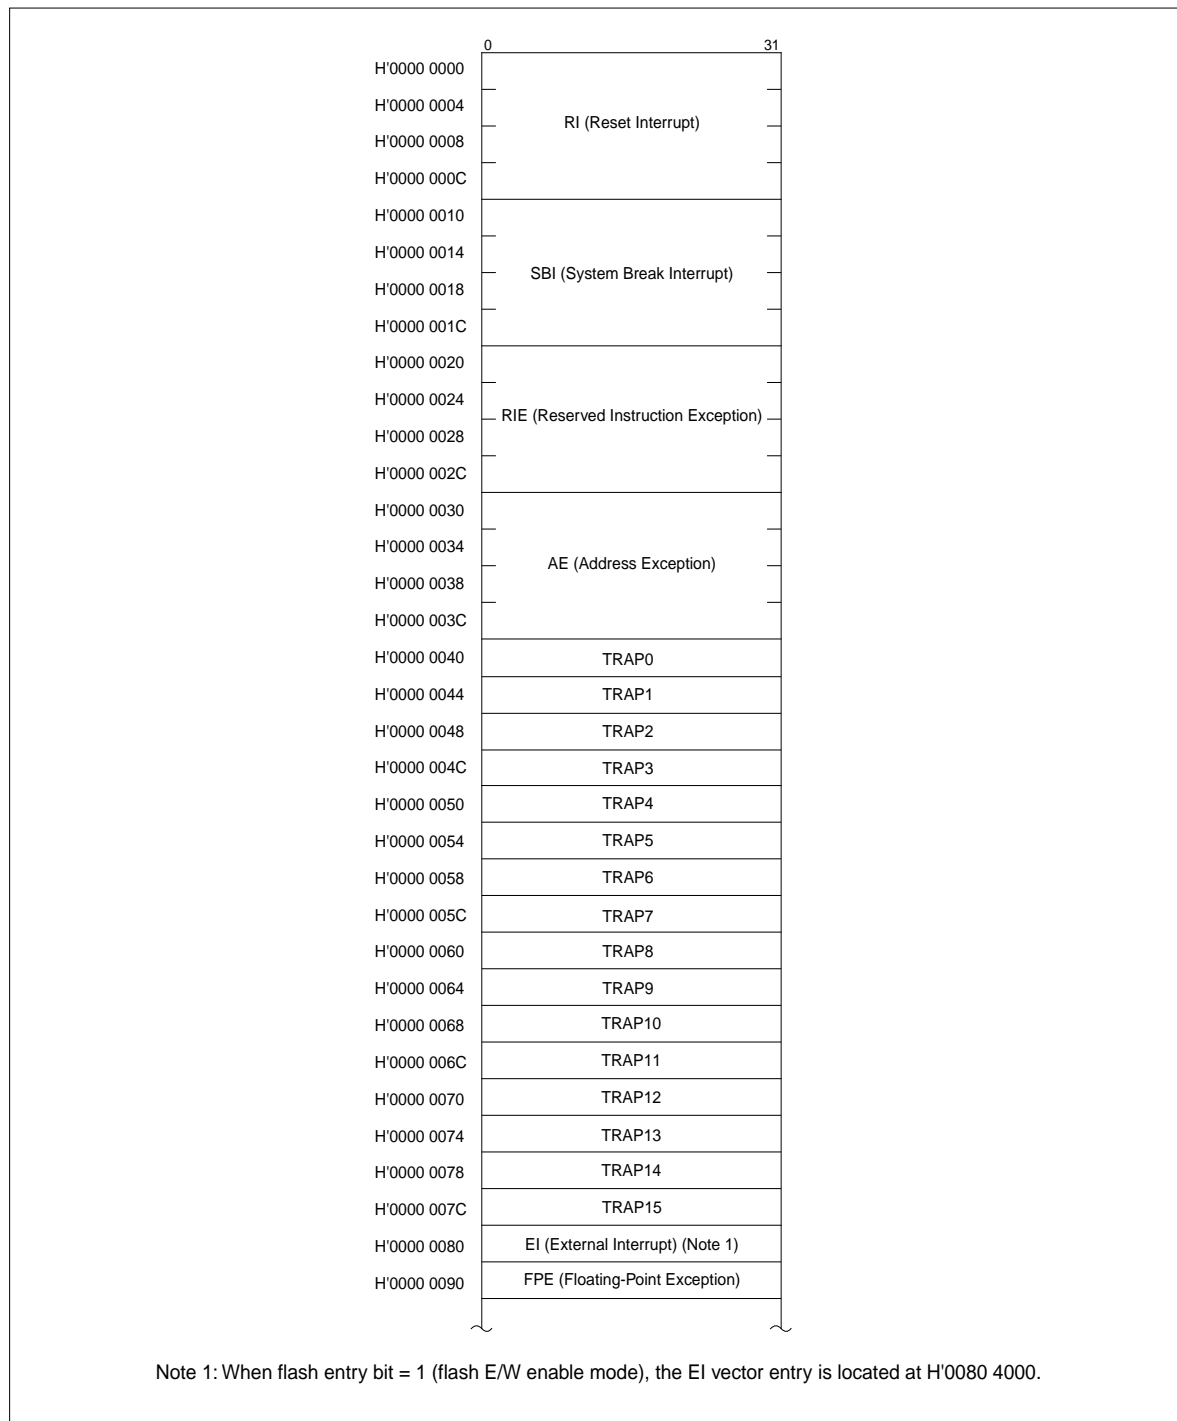 0 31
H'0000 0000
H'0000 0004
RI (Reset Interrupt)
H'0000 0008
H'0000 000C
H'0000 0010
H'0000 0014
SBI (System Break Interrupt)
H'0000 0018
H'0000 001C
H'0000 0020
H'0000 0024
RIE (Reserved Instruction Exception)
H'0000 0028
H'0000 002C
H'0000 0030
H'0000 0034
AE (Address Exception)
H'0000 0038
H'0000 003C
H'0000 0040 TRAP0
H'0000 0044 TRAP1
H'0000 0048 TRAP2
H'0000 004C TRAP3
H'0000 0050 TRAP4
H'0000 0054 TRAP5
H'0000 0058 TRAP6
H'0000 005C TRAP7
H'0000 0060 TRAP8
H'0000 0064 TRAP9
H'0000 0068 TRAP10
H'0000 006C TRAP11
H'0000 0070 TRAP12
H'0000 0074 TRAP13
H'0000 0078 TRAP14
H'0000 007C TRAP15
H'0000 0080 EI (External Interrupt) (Note 1)
H'0000 0090 FPE (Floating-Point Exception)
Note 1: When flash entry bit = 1 (flash E/W enable mode), the EI vector entry is located at H'0080 4000.